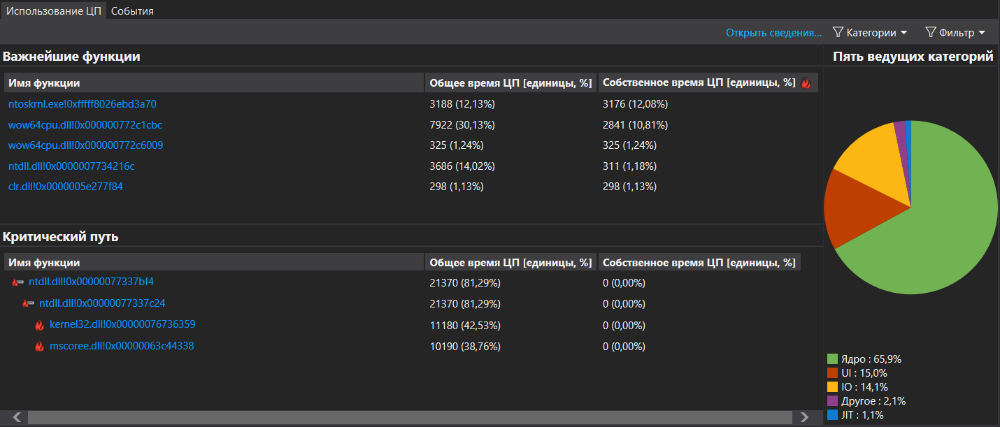 Использование ЦП События
Открыть сведения... Категории Фильтр
Важнейшие функции
Имя функции Общее время ЦП [единицы, %] Собственное время ЦП [единицы, %]
ntoskrnl.exe!0xfffff8026ebd3a70 3188 (12,13%) 3176 (12,08%)
wow64cpu.dll!0x000000772c1cbc 7922 (30,13%) 2841 (10,81%)
wow64cpu.dll!0x000000772c6009 325 (1,24%) 325 (1,24%)
ntdll.dll!0x0000007734216c 3686 (14,02%) 311 (1,18%)
clr.dll!0x0000005e277f84 298 (1,13%) 298 (1,13%)
Критический путь
Имя функции Общее время ЦП [единицы, %] Собственное время ЦП [единицы, %]
ntdll.dll!0x00000077337bf4 21370 (81,29%) 0 (0,00%)
ntdll.dll!0x00000077337c24 21370 (81,29%) 0 (0,00%)
kernel32.dll!0x00000076736359 11180 (42,53%) 0 (0,00%)
mscoree.dll!0x00000063c44338 10190 (38,76%) 0 (0,00%)
Пять ведущих категорий
Ядро : 65,9%
UI : 15,0%
IO : 14,1%
Другое : 2,1%
JIT : 1,1%